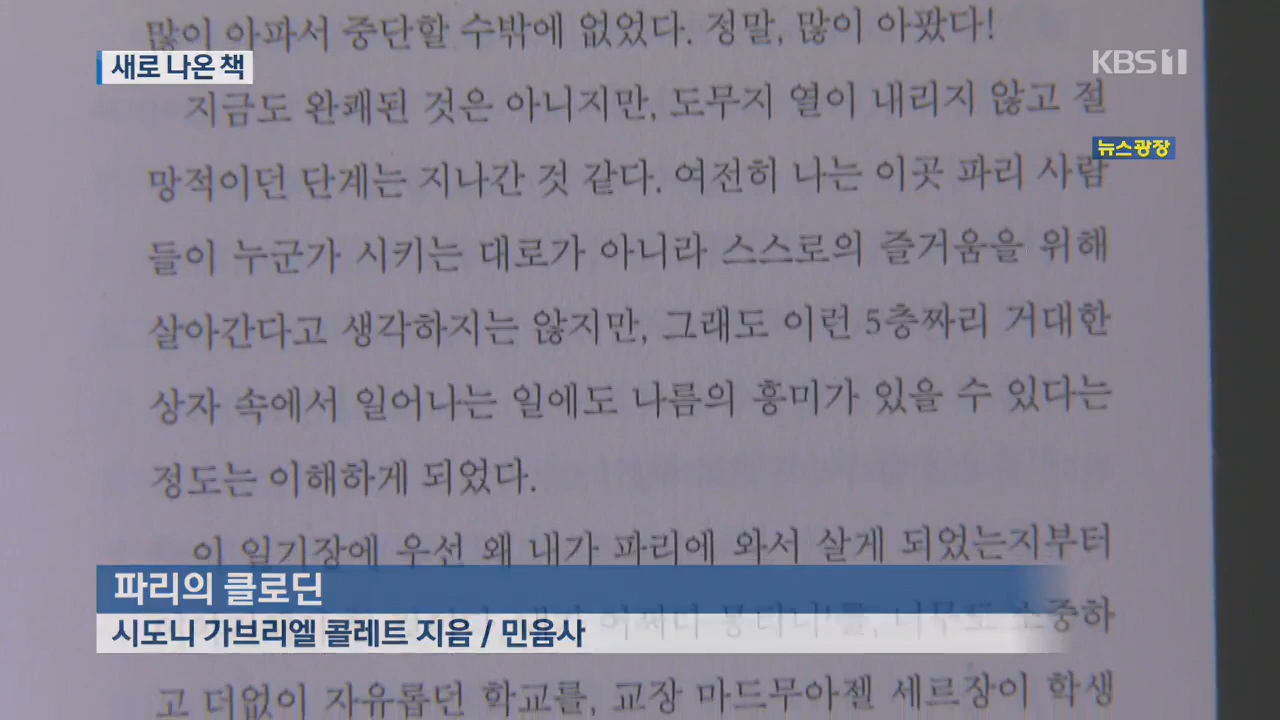 많이 아파서 중단할 수밖에 없었다. 정말, 많이 아팠다!
새로 나온 책
KBS 1
지금도 완쾌된 것은 아니지만, 도무지 열이 내리지 않고 절
뉴스광장
망적이던 단계는 지나간 것 같다. 여전히 나는 이곳 파리 사람
들이 누군가 시키는 대로가 아니라 스스로의 즐거움을 위해
살아간다고 생각하지는 않지만, 그래도 이런 5층짜리 거대한
상자 속에서 일어나는 일에도 나름의 흥미가 있을 수 있다는
정도는 이해하게 되었다.
이 일기장에 우선 왜 내가 파리에 와서 살게 되었는지부터
파리의 클로딘
너무도 소중하
시도니 가브리엘 콜레트 지음 / 민음사
고 더없이 자유롭던 학교를, 교장 마드무아젤 세르장이 학생